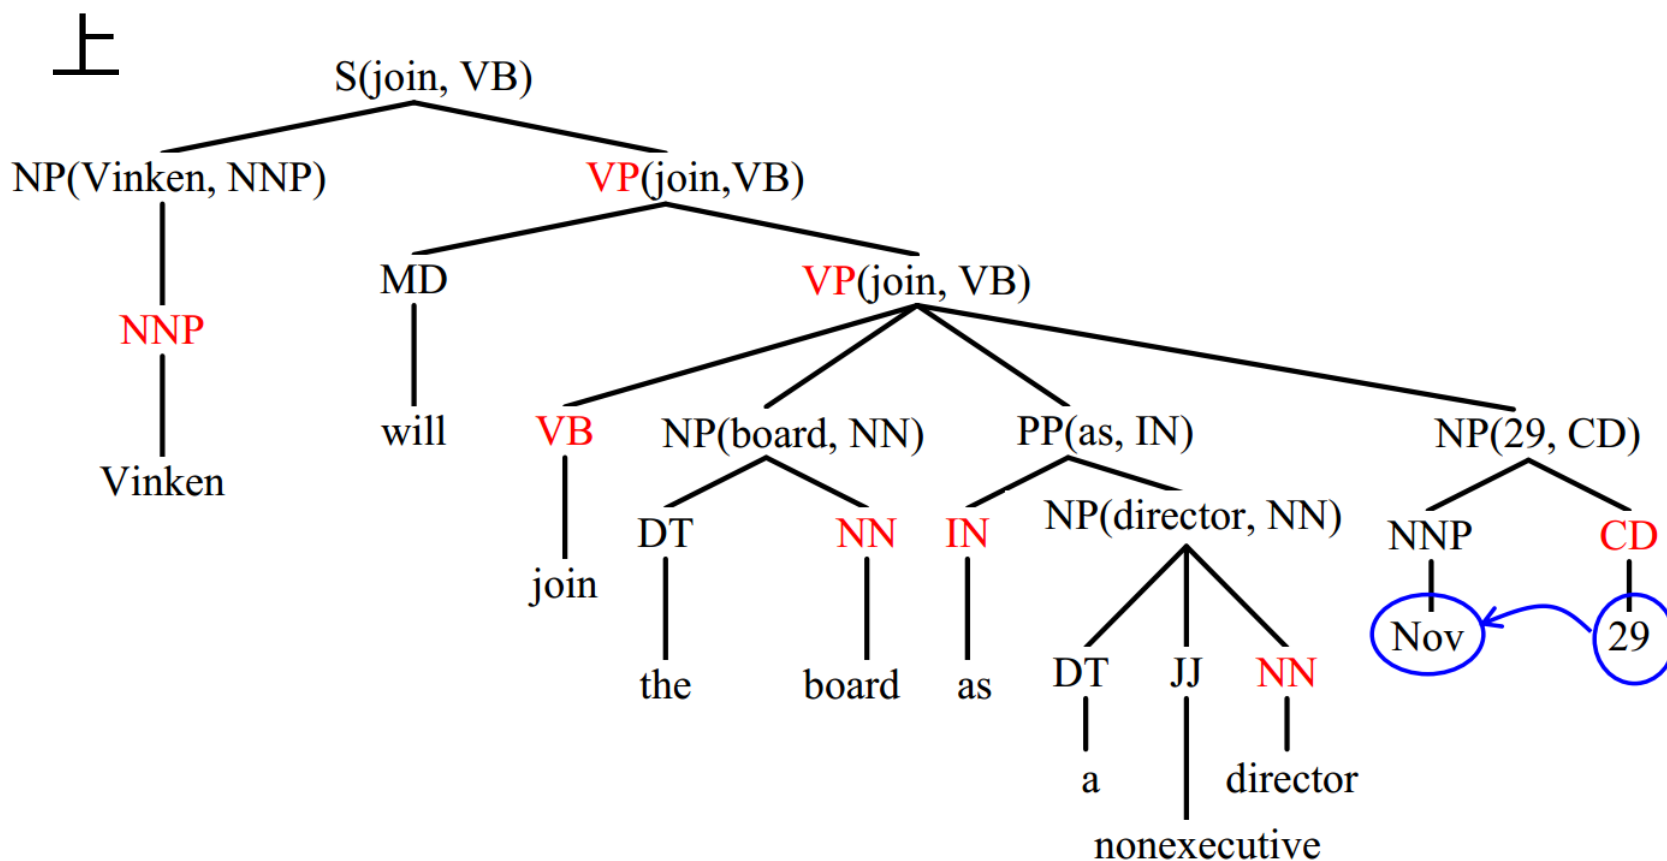 上
S(join, VB)
NP(Vinken, NNP) VP(join,VB)
MD VP(join, VB)
NNP
will VB NP(board, NN) PP(as, IN) NP(29, CD)
Vinken
DT NN IN NP(director, NN) NNP CD
join
Nov 29
the board as DT JJ NN
a director
nonexecutive